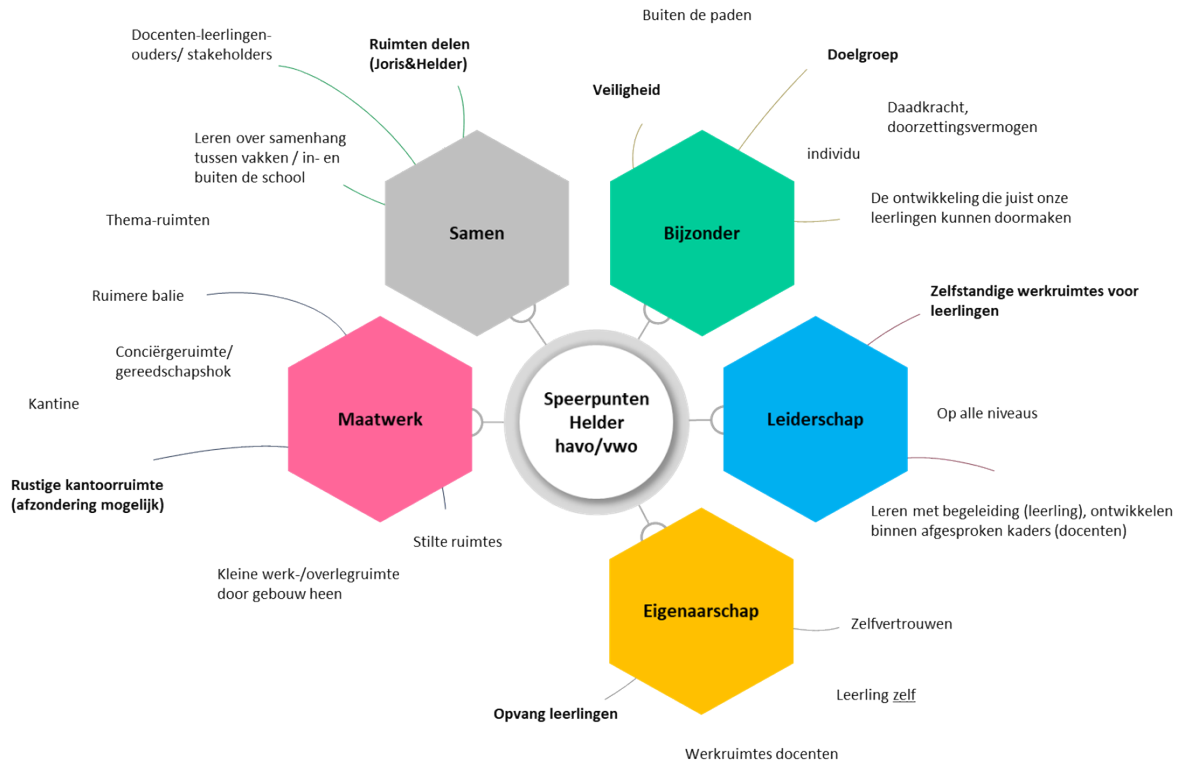 Buiten de paden
Docenten-leerlingen-
ouders/ stakeholders
Ruimten delen
(Joris&Helder)
Doelgroep
Veiligheid
Daadkracht,
doorzettingsvermogen
Leren over samenhang
tussen vakken / in- en
buiten de school
individu
De ontwikkeling die juist onze
leerlingen kunnen doormaken
Thema-ruimten
Samen
Bijzonder
Ruimere balie
Zelfstandige werkruimtes voor
leerlingen
Conciërgeruimte/
gereedschapshok
Kantine
Maatwerk
Speerpunten
Helder
havo/vwo
Leiderschap
Op alle niveaus
Rustige kantoorruimte
(afzondering mogelijk)
Leren met begeleiding (leerling), ontwikkelen
binnen afgesproken kaders (docenten)
Stilte ruimtes
Kleine werk-/overlegruimte
door gebouw heen
Eigenaarschap
Zelfvertrouwen
Leerling zelf
Opvang leerlingen
Werkruimtes docenten